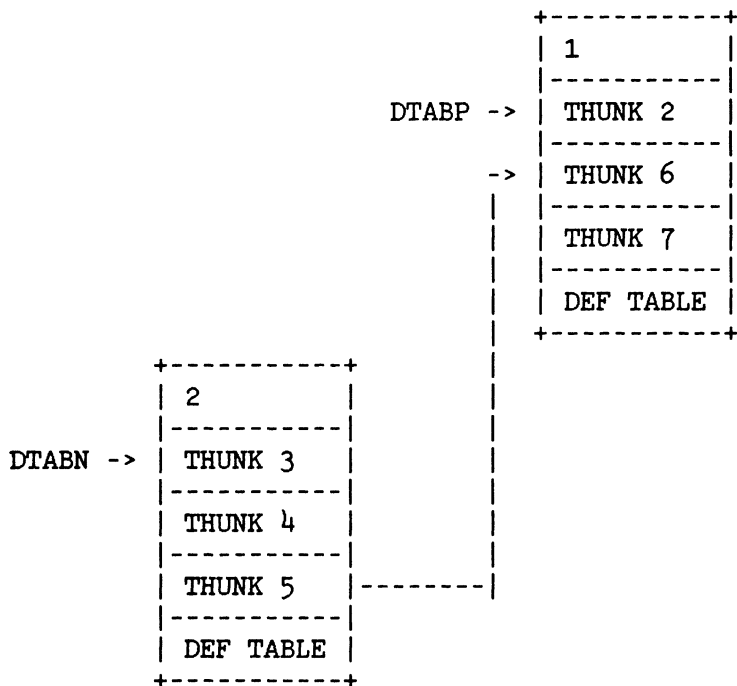 1
DTABP -> THUNK 2
-> THUNK 6
THUNK 7
DEF TABLE
2
DTABN -> THUNK 3
THUNK 4
THUNK 5
DEF TABLE